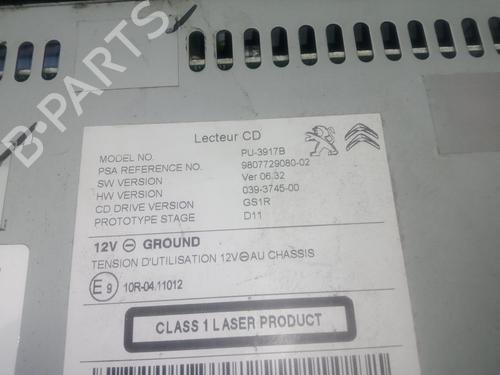 B-PARTS
Lecteur CD
MODEL NO. PU-3917B
PSA REFERENCE NO. 9807729080-02
SW VERSION Ver 06.32
HW VERSION 039-3745-00
CD DRIVE VERSION GS1R
PROTOTYPE STAGE D11
12V ⊖ GROUND
TENSION D'UTILISATION 12V⊖AU CHASSIS
E9 10R-04.11012
CLASS 1 LASER PRODUCT